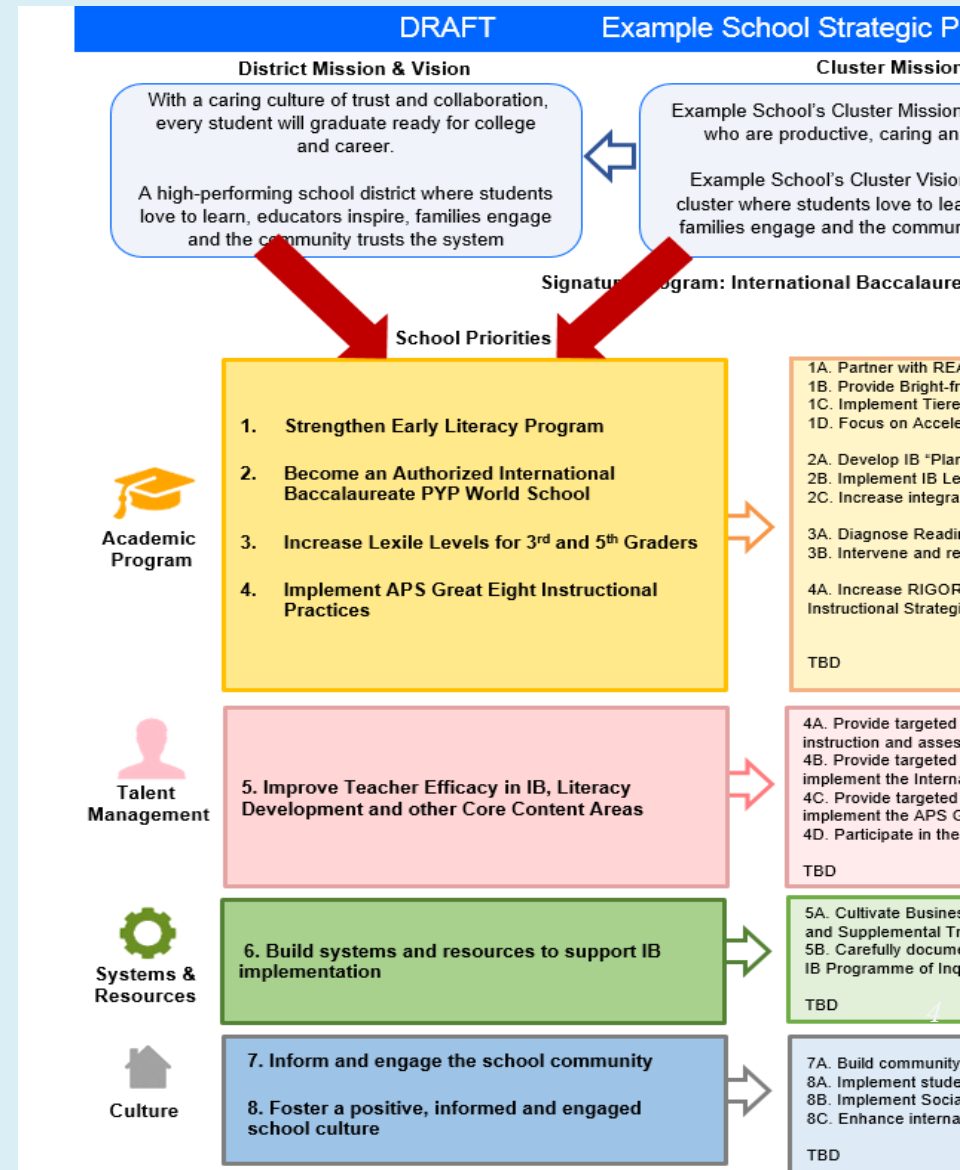 DRAFT Example School Strategic P
District Mission & Vision
With a caring culture of trust and collaboration,
every student will graduate ready for college
and career.
A high-performing school district where students
love to learn, educators inspire, families engage
and the community trusts the system
Cluster Mission
Example School's Cluster Mission
who are productive, caring an
Example School's Cluster Visio
cluster where students love to lea
families engage and the commu
Signature Program: International Baccalaure
School Priorities
Academic
Program
1. Strengthen Early Literacy Program
2. Become an Authorized International
Baccalaureate PYP World School
3. Increase Lexile Levels for 3rd and 5th Graders
4. Implement APS Great Eight Instructional
Practices
1A. Partner with REA
1B. Provide Bright-fr
1C. Implement Tiere
1D. Focus on Accele
2A. Develop IB “Plan
2B. Implement IB Le
2C. Increase integra
3A. Diagnose Readi
3B. Intervene and re
4A. Increase RIGOR
Instructional Strategi
TBD
Talent
Management
5. Improve Teacher Efficacy in IB, Literacy
Development and other Core Content Areas
4A. Provide targeted
instruction and asses
4B. Provide targeted
implement the Interna
4C. Provide targeted
implement the APS G
4D. Participate in the
TBD
Systems &
Resources
6. Build systems and resources to support IB
implementation
5A. Cultivate Busines
and Supplemental Tr
5B. Carefully docume
IB Programme of Inq
TBD
4
Culture
7. Inform and engage the school community
8. Foster a positive, informed and engaged
school culture
7A. Build community
8A. Implement stude
8B. Implement Socia
8C. Enhance interna
TBD